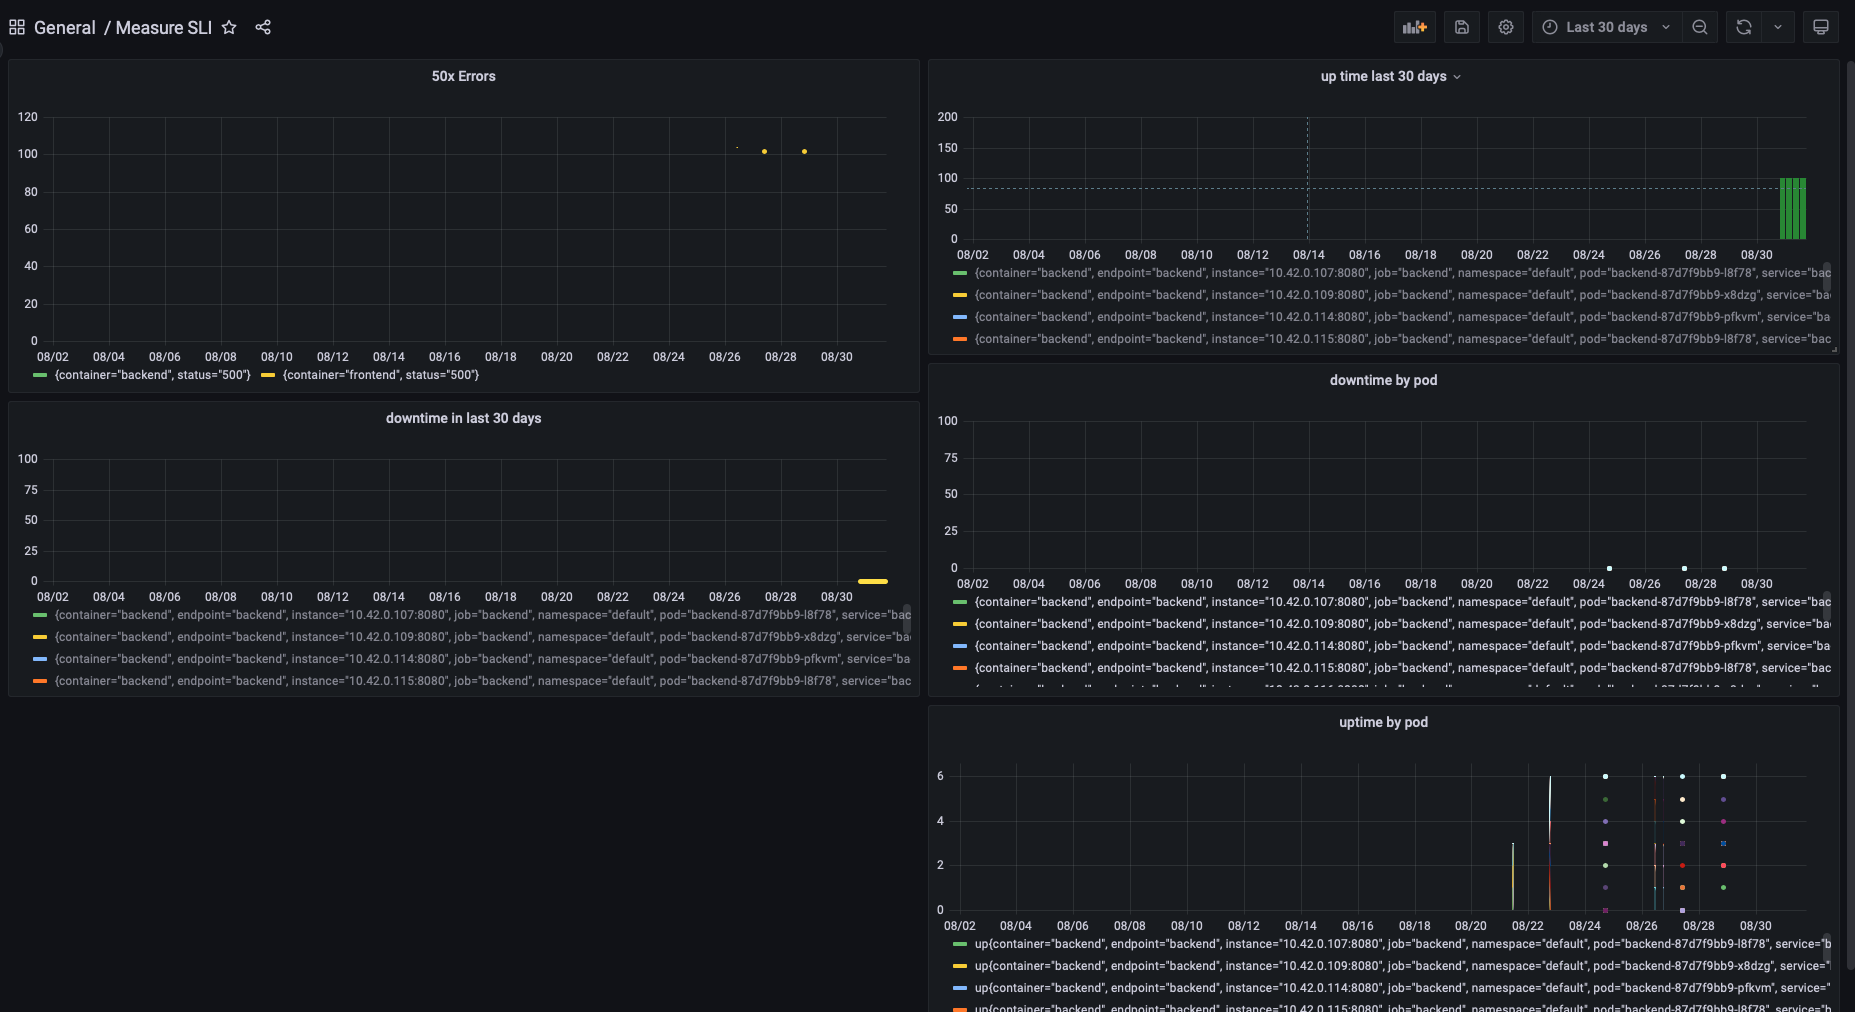 General / Measure SLI
Last 30 days
50x Errors
120
100
80
60
40
20
0
08/02 08/04 08/06 08/08 08/10 08/12 08/14 08/16 08/18 08/20 08/22 08/24 08/26 08/28 08/30
{container="backend", status="500"} {container="frontend", status="500"}
up time last 30 days
200
150
100
50
0
08/02 08/04 08/06 08/08 08/10 08/12 08/14 08/16 08/18 08/20 08/22 08/24 08/26 08/28 08/30
{container="backend", endpoint="backend", instance="10.42.0.107:8080", job="backend", namespace="default", pod="backend-87d7f9bb9-l8f78", service="bac
{container="backend", endpoint="backend", instance="10.42.0.109:8080", job="backend", namespace="default", pod="backend-87d7f9bb9-x8dzg", service="ba
{container="backend", endpoint="backend", instance="10.42.0.114:8080", job="backend", namespace="default", pod="backend-87d7f9bb9-pfkvm", service="ba
{container="backend", endpoint="backend", instance="10.42.0.115:8080", job="backend", namespace="default", pod="backend-87d7f9bb9-l8f78", service="bac
downtime in last 30 days
100
75
50
25
0
08/02 08/04 08/06 08/08 08/10 08/12 08/14 08/16 08/18 08/20 08/22 08/24 08/26 08/28 08/30
{container="backend", endpoint="backend", instance="10.42.0.107:8080", job="backend", namespace="default", pod="backend-87d7f9bb9-l8f78", service="bac
{container="backend", endpoint="backend", instance="10.42.0.109:8080", job="backend", namespace="default", pod="backend-87d7f9bb9-x8dzg", service="ba
{container="backend", endpoint="backend", instance="10.42.0.114:8080", job="backend", namespace="default", pod="backend-87d7f9bb9-pfkvm", service="ba
{container="backend", endpoint="backend", instance="10.42.0.115:8080", job="backend", namespace="default", pod="backend-87d7f9bb9-l8f78", service="bac
downtime by pod
100
75
50
25
0
08/02 08/04 08/06 08/08 08/10 08/12 08/14 08/16 08/18 08/20 08/22 08/24 08/26 08/28 08/30
{container="backend", endpoint="backend", instance="10.42.0.107:8080", job="backend", namespace="default", pod="backend-87d7f9bb9-l8f78", service="bac
{container="backend", endpoint="backend", instance="10.42.0.109:8080", job="backend", namespace="default", pod="backend-87d7f9bb9-x8dzg", service="ba
{container="backend", endpoint="backend", instance="10.42.0.114:8080", job="backend", namespace="default", pod="backend-87d7f9bb9-pfkvm", service="ba
{container="backend", endpoint="backend", instance="10.42.0.115:8080", job="backend", namespace="default", pod="backend-87d7f9bb9-l8f78", service="bac
uptime by pod
6
4
2
0
08/02 08/04 08/06 08/08 08/10 08/12 08/14 08/16 08/18 08/20 08/22 08/24 08/26 08/28 08/30
up{container="backend", endpoint="backend", instance="10.42.0.107:8080", job="backend", namespace="default", pod="backend-87d7f9bb9-l8f78", service="b
up{container="backend", endpoint="backend", instance="10.42.0.109:8080", job="backend", namespace="default", pod="backend-87d7f9bb9-x8dzg", service="
up{container="backend", endpoint="backend", instance="10.42.0.114:8080", job="backend", namespace="default", pod="backend-87d7f9bb9-pfkvm", service="
up{container="backend", endpoint="backend", instance="10.42.0.115:8080", job="backend", namespace="default", pod="backend-87d7f9bb9-l8f78", service="b